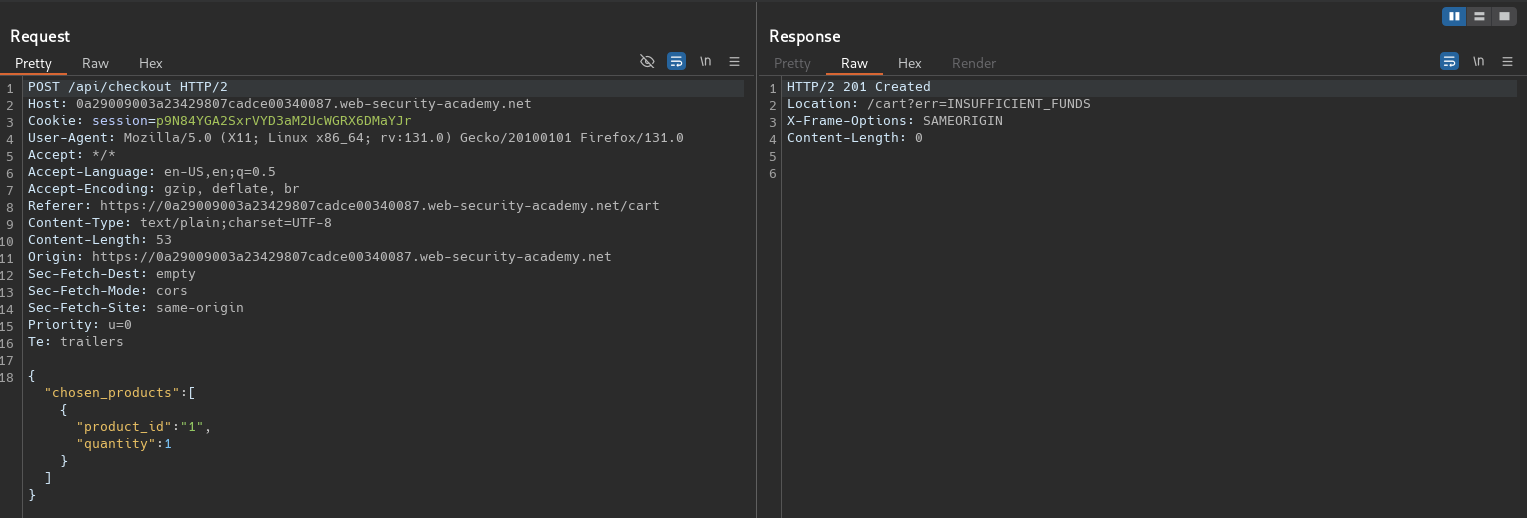 Request
Pretty Raw Hex \n
1 POST /api/checkout HTTP/2
2 Host: 0a29009003a23429807cadce00340087.web-security-academy.net
3 Cookie: session=p9N84YGA2SxrVYD3aM2UcWGRX6DMaYJr
4 User-Agent: Mozilla/5.0 (X11; Linux x86_64; rv:131.0) Gecko/20100101 Firefox/131.0
5 Accept: */*
6 Accept-Language: en-US,en;q=0.5
7 Accept-Encoding: gzip, deflate, br
8 Referer: https://0a29009003a23429807cadce00340087.web-security-academy.net/cart
9 Content-Type: text/plain;charset=UTF-8
10 Content-Length: 53
11 Origin: https://0a29009003a23429807cadce00340087.web-security-academy.net
12 Sec-Fetch-Dest: empty
13 Sec-Fetch-Mode: cors
14 Sec-Fetch-Site: same-origin
15 Priority: u=0
16 Te: trailers
17
18 {
"chosen_products":[
{
"product_id":"1",
"quantity":1
}
]
}
Response
Pretty Raw Hex Render \n
1 HTTP/2 201 Created
2 Location: /cart?err=INSUFFICIENT_FUNDS
3 X-Frame-Options: SAMEORIGIN
4 Content-Length: 0
5
6